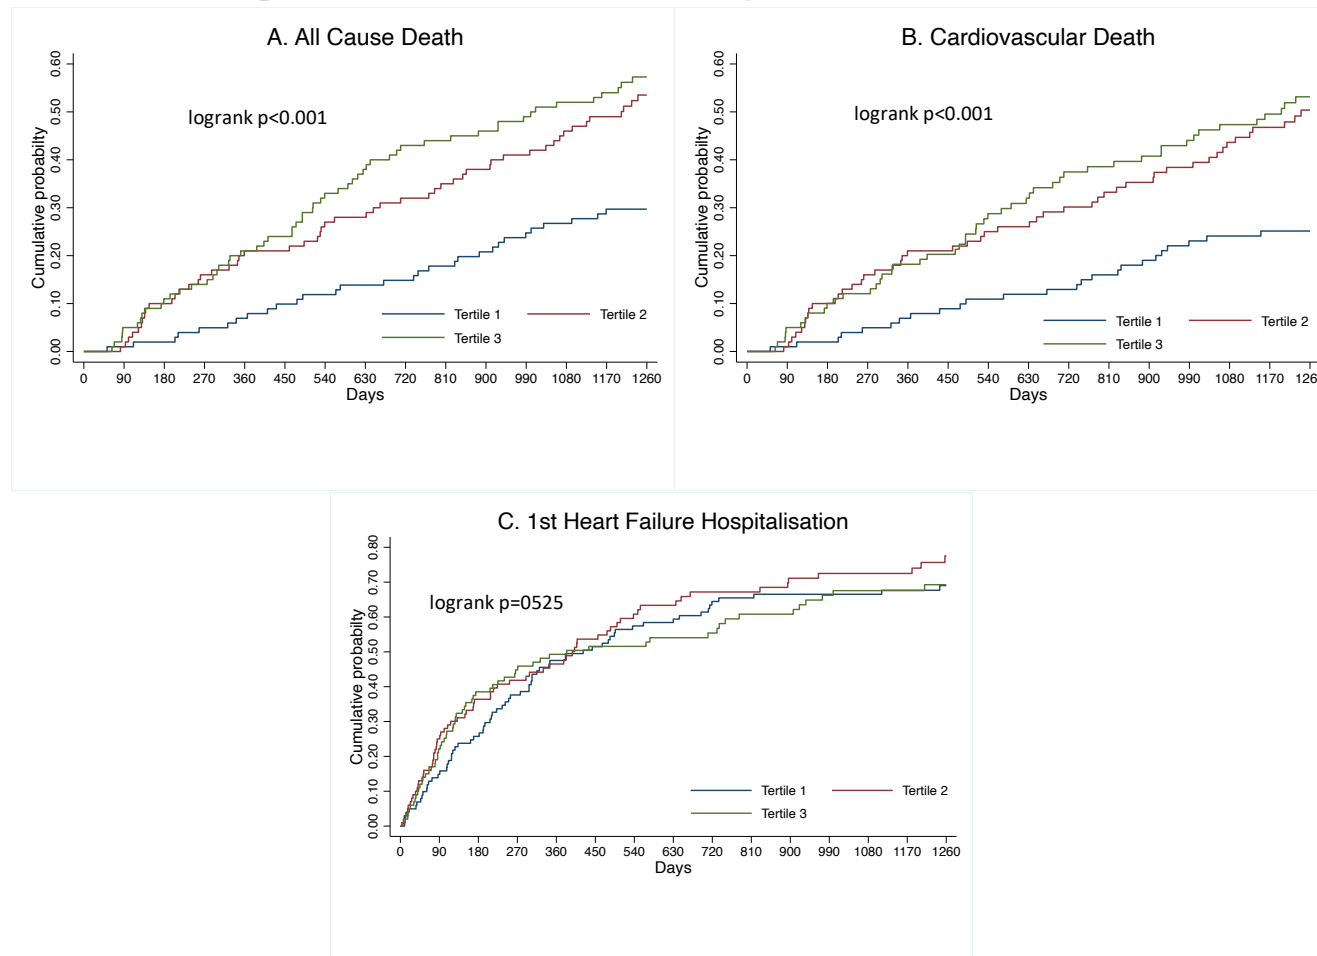 A. All Cause Death
logrank p<0.001
Cumulative probabilty
0.00 0.10 0.20 0.30 0.40 0.50 0.60
0 90 180 270 360 450 540 630 720 810 900 990 1080 1170 1260
Days
Tertile 1 Tertile 2
Tertile 3
B. Cardiovascular Death
logrank p<0.001
Cumulative probabilty
0.00 0.10 0.20 0.30 0.40 0.50 0.60
0 90 180 270 360 450 540 630 720 810 900 990 1080 1170 126
Days
Tertile 1 Tertile 2
Tertile 3
C. 1st Heart Failure Hospitalisation
logrank p=0525
Cumulative probabilty
0.00 0.10 0.20 0.30 0.40 0.50 0.60 0.70 0.80
0 90 180 270 360 450 540 630 720 810 900 990 1080 1170 1260
Days
Tertile 1 Tertile 2
Tertile 3